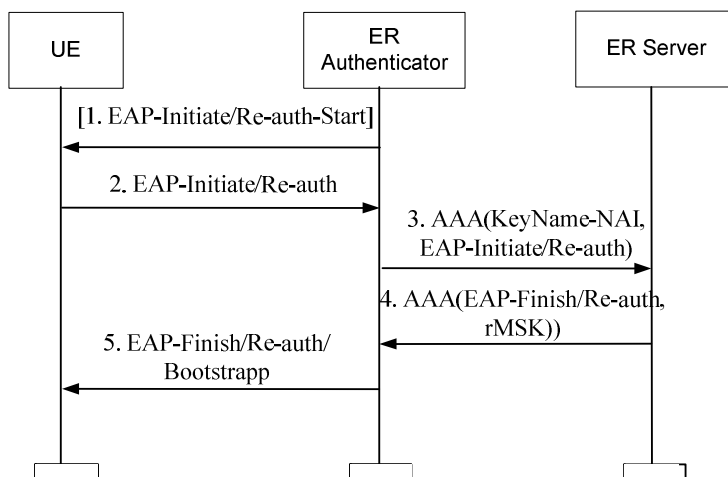 UE
ER
Authenticator
ER Server
[1. EAP-Initiate/Re-auth-Start]
2. EAP-Initiate/Re-auth
3. AAA(KeyName-NAI,
EAP-Initiate/Re-auth)
4. AAA(EAP-Finish/Re-auth,
rMSK))
5. EAP-Finish/Re-auth/
Bootstrapp